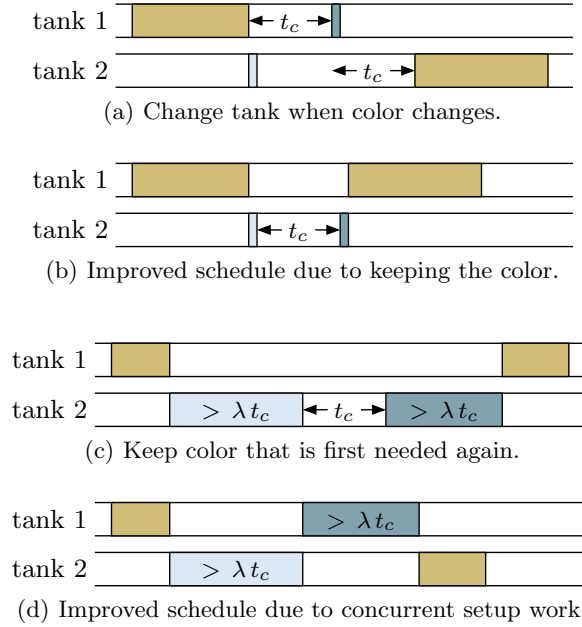 tank 1
t_c
tank 2
t_c
(a) Change tank when color changes.
tank 1
tank 2
t_c
(b) Improved schedule due to keeping the color.
tank 1
tank 2 > λ t_c t_c > λ t_c
(c) Keep color that is first needed again.
tank 1 > λ t_c
tank 2 > λ t_c
(d) Improved schedule due to concurrent setup work